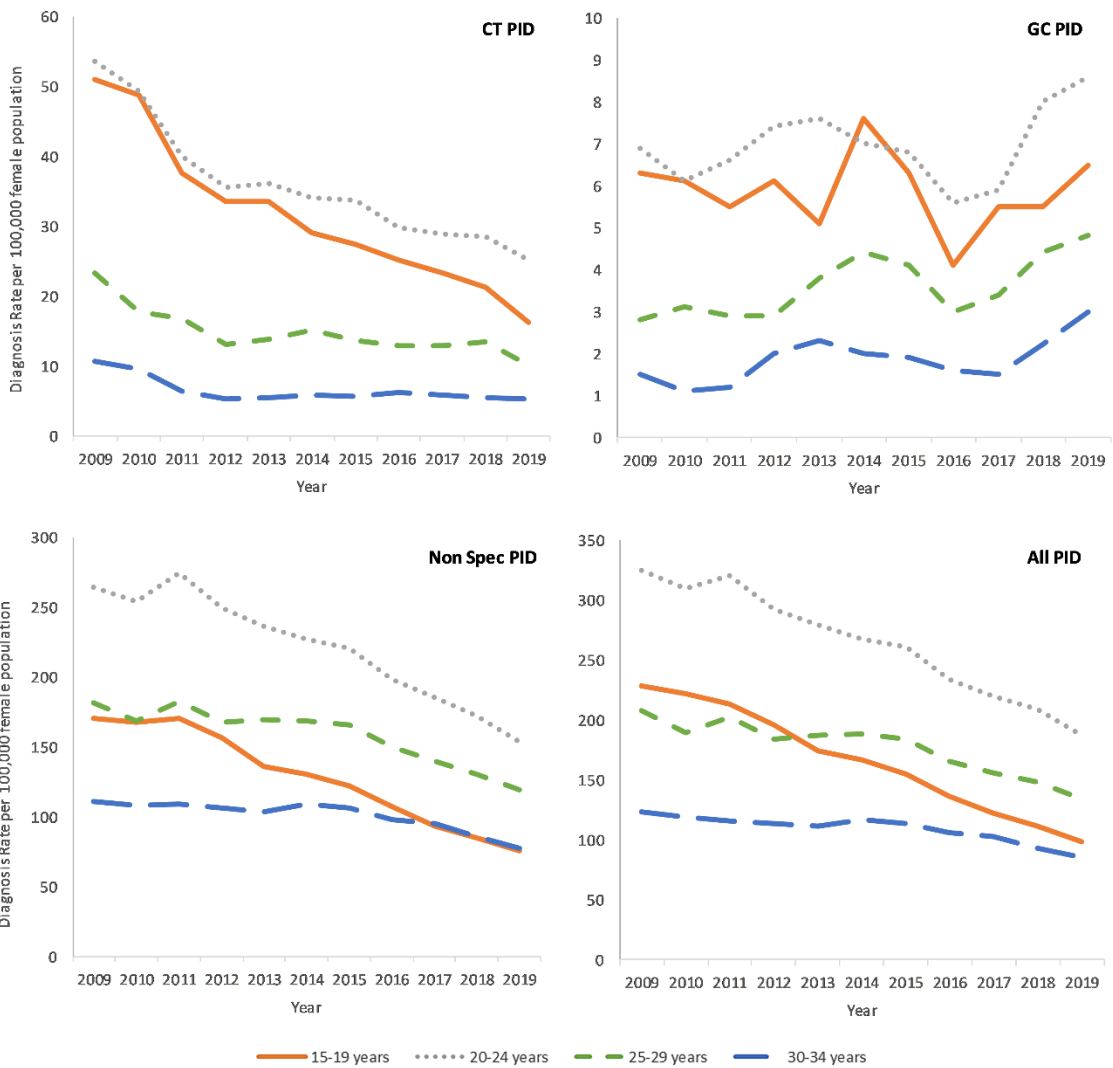 CT PID
Diagnosis Rate per 100,000 female population
60
50
40
30
20
10
0
2009 2010 2011 2012 2013 2014 2015 2016 2017 2018 2019
Year
GC PID
10
9
8
7
6
5
4
3
2
1
0
2009 2010 2011 2012 2013 2014 2015 2016 2017 2018 2019
Year
Non Spec PID
Diagnosis Rate per 100,000 female population
300
250
200
150
100
50
0
2009 2010 2011 2012 2013 2014 2015 2016 2017 2018 2019
Year
All PID
350
300
250
200
150
100
50
0
2009 2010 2011 2012 2013 2014 2015 2016 2017 2018 2019
Year
15-19 years 20-24 years 25-29 years 30-34 years